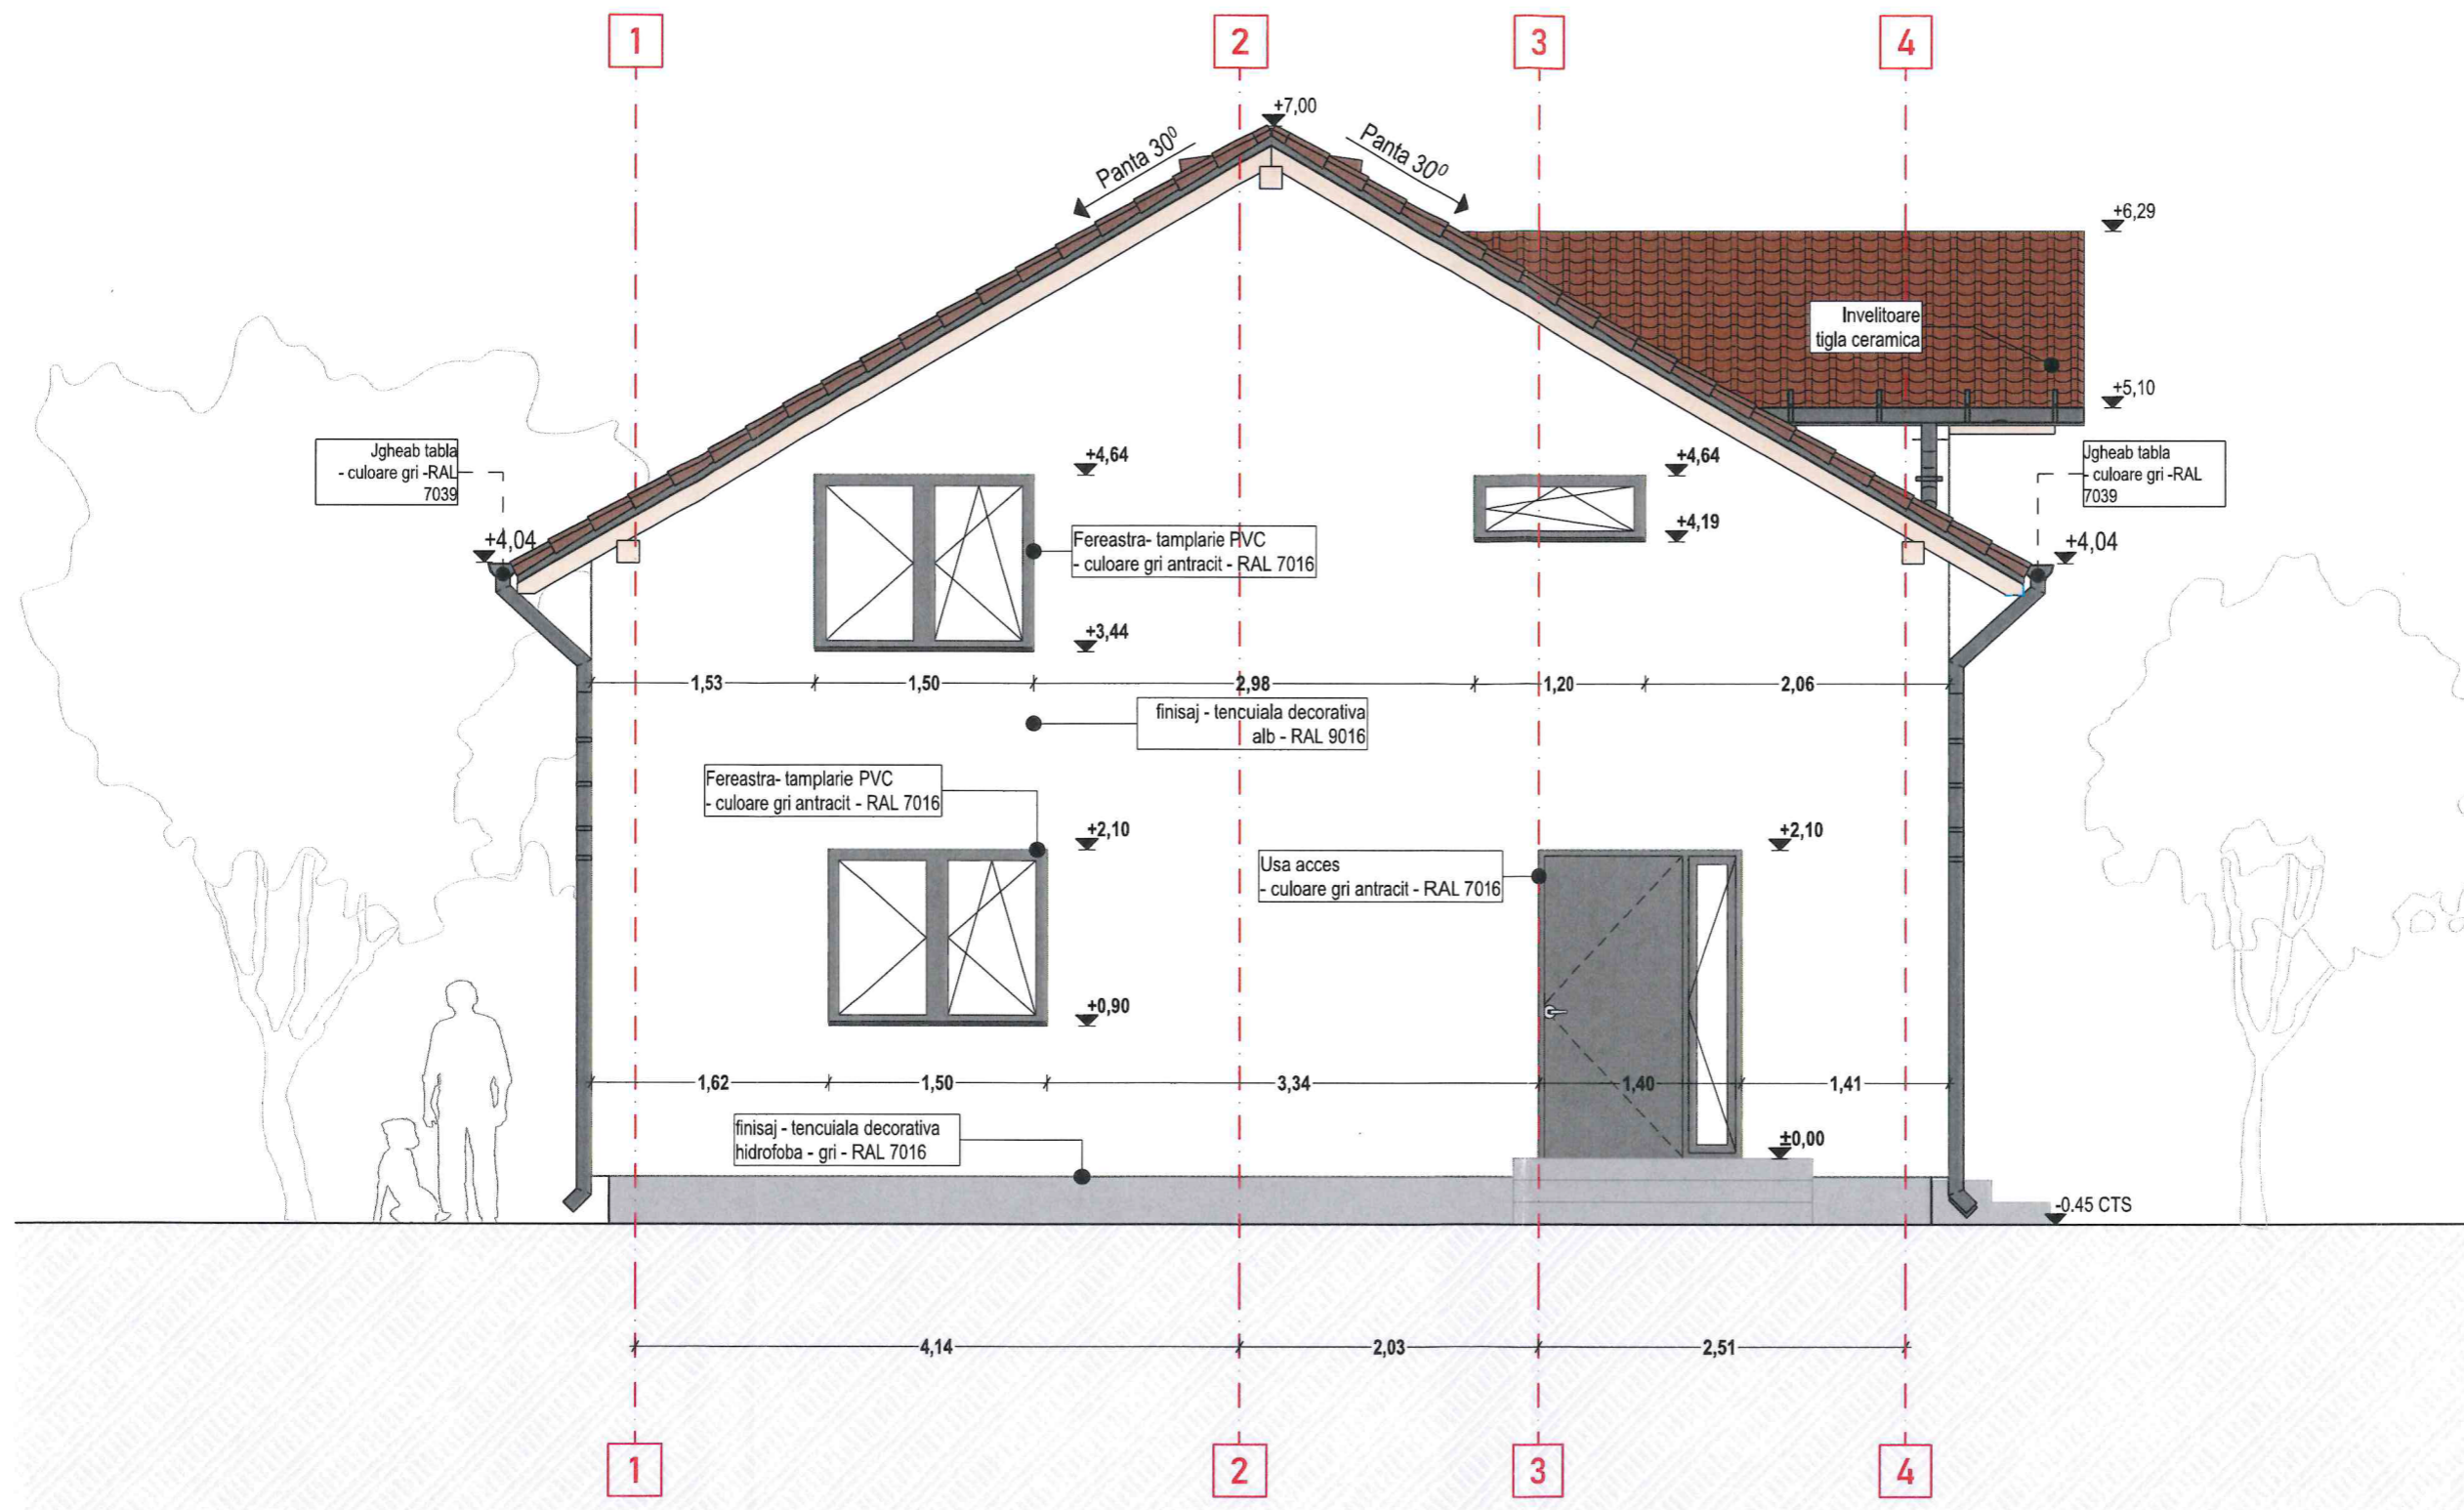 1 2 3 4
+7,00
Panta 30⁰ Panta 30⁰
+6,29
Invelitoare
tigla ceramica
+5,10
Jgheab tabla
- culoare gri -RAL
7039
+4,64
+4,64
Jgheab tabla
- culoare gri -RAL
7039
+4,04
Fereastra- tamplarie PVC
- culoare gri antracit - RAL 7016
+4,19
+4,04
+3,44
1,53 1,50 2,98 1,20 2,06
finisaj - tencuiala decorativa
alb - RAL 9016
Fereastra- tamplarie PVC
- culoare gri antracit - RAL 7016
+2,10
+2,10
Usa acces
- culoare gri antracit - RAL 7016
+0,90
1,62 1,50 3,34 1,40 1,41
finisaj - tencuiala decorativa
hidrofoba - gri - RAL 7016
±0,00
-0.45 CTS
4,14 2,03 2,51
1 2 3 4